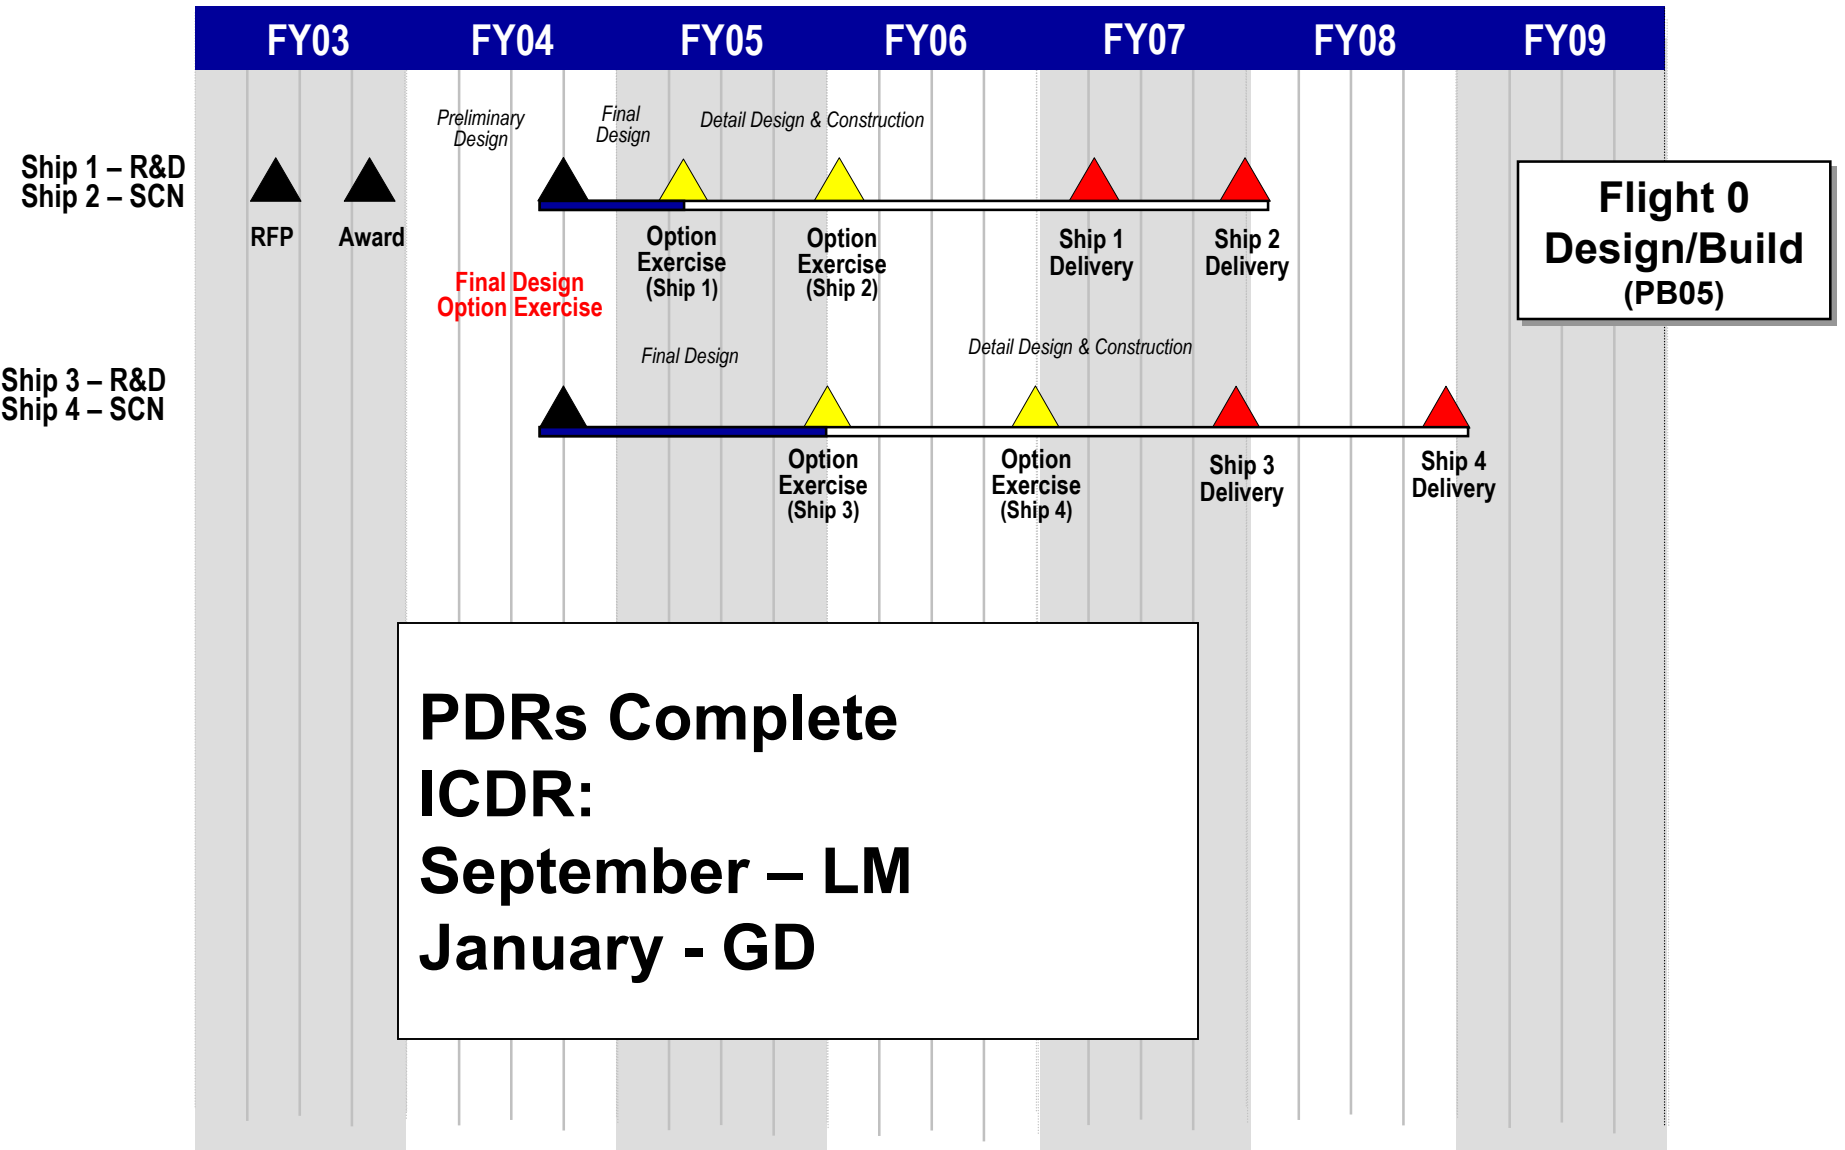 FY03 FY04 FY05 FY06 FY07 FY08 FY09
Preliminary
Design
Final
Design
Detail Design & Construction
Ship 1 – R&D
Ship 2 – SCN
RFP
Award
Option
Exercise
(Ship 1)
Option
Exercise
(Ship 2)
Ship 1
Delivery
Ship 2
Delivery
Flight 0
Design/Build
(PB05)
Final Design
Option Exercise
Final Design
Detail Design & Construction
Ship 3 – R&D
Ship 4 – SCN
Option
Exercise
(Ship 3)
Option
Exercise
(Ship 4)
Ship 3
Delivery
Ship 4
Delivery
PDRs Complete
ICDR:
September – LM
January - GD